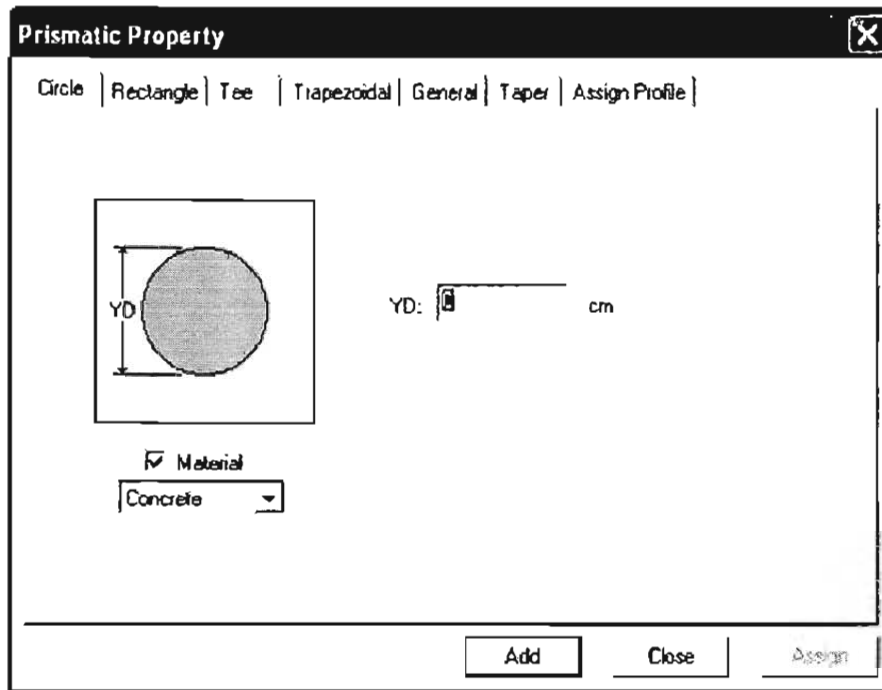 Prismatic Property
Circle Rectangle Tee Trapezoidal General Taper Assign Profile
YD
YD: cm
Material
Concrete
Add Close Assign